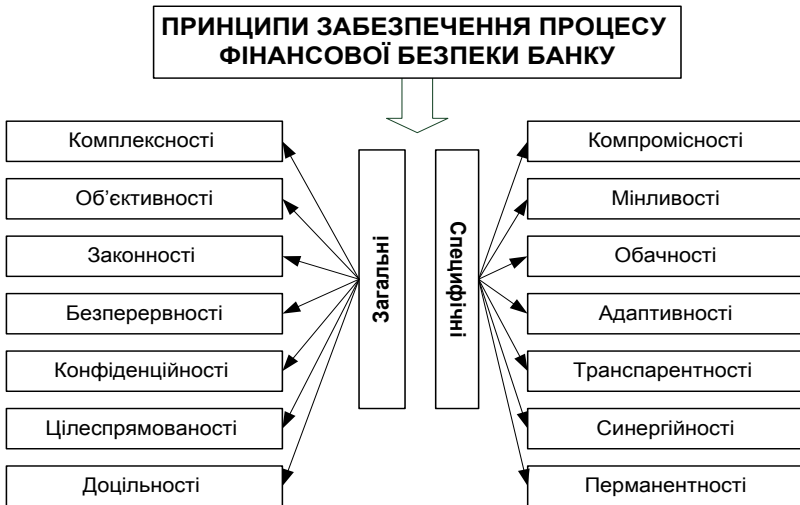 ПРИНЦИПИ ЗАБЕЗПЕЧЕННЯ ПРОЦЕСУ
ФІНАНСОВОЇ БЕЗПЕКИ БАНКУ
Загальні
Комплексності
Об’єктивності
Законності
Безперервності
Конфіденційності
Цілеспрямованості
Доцільності
Специфічні
Компромісності
Мінливості
Обачності
Адаптивності
Транспарентності
Синергійності
Перманентності